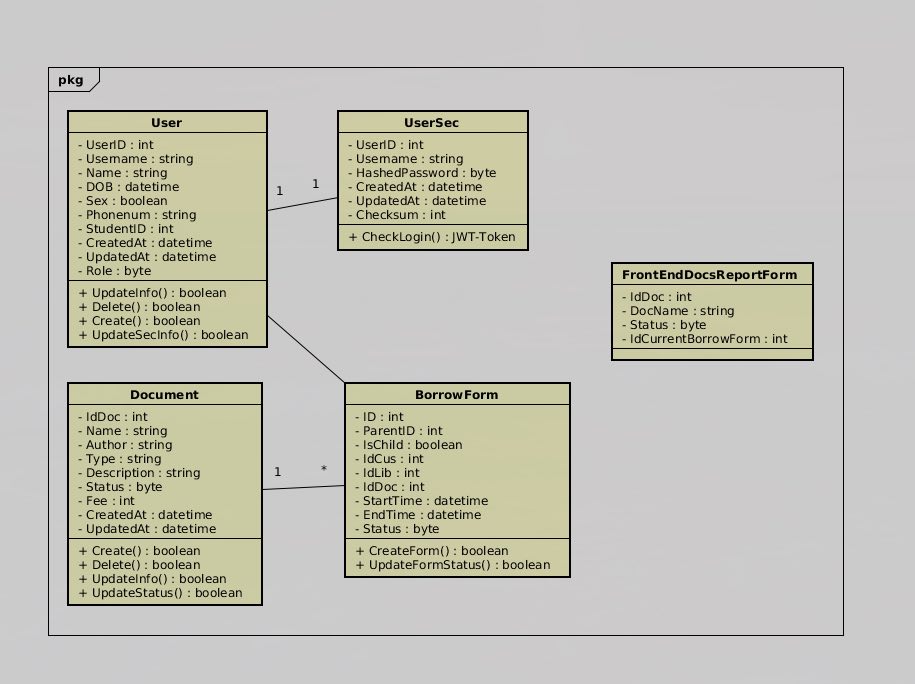 pkg
User
- UserID : int
- Username : string
- Name : string
- DOB : datetime
- Sex : boolean
- Phonenum : string
- StudentID : int
- CreatedAt : datetime
- UpdatedAt : datetime
- Role : byte
+ UpdateInfo() : boolean
+ Delete() : boolean
+ Create() : boolean
+ UpdateSecInfo() : boolean
1
1
UserSec
- UserID : int
- Username : string
- HashedPassword : byte
- CreatedAt : datetime
- UpdatedAt : datetime
- Checksum : int
+ CheckLogin() : JWT-Token
FrontEndDocsReportForm
- IdDoc : int
- DocName : string
- Status : byte
- IdCurrentBorrowForm : int
Document
- IdDoc : int
- Name : string
- Author : string
- Type : string
- Description : string
- Status : byte
- Fee : int
- CreatedAt : datetime
- UpdatedAt : datetime
+ Create() : boolean
+ Delete() : boolean
+ UpdateInfo() : boolean
+ UpdateStatus() : boolean
1
*
BorrowForm
- ID : int
- ParentID : int
- IsChild : boolean
- IdCus : int
- IdLib : int
- IdDoc : int
- StartTime : datetime
- EndTime : datetime
- Status : byte
+ CreateForm() : boolean
+ UpdateFormStatus() : boolean